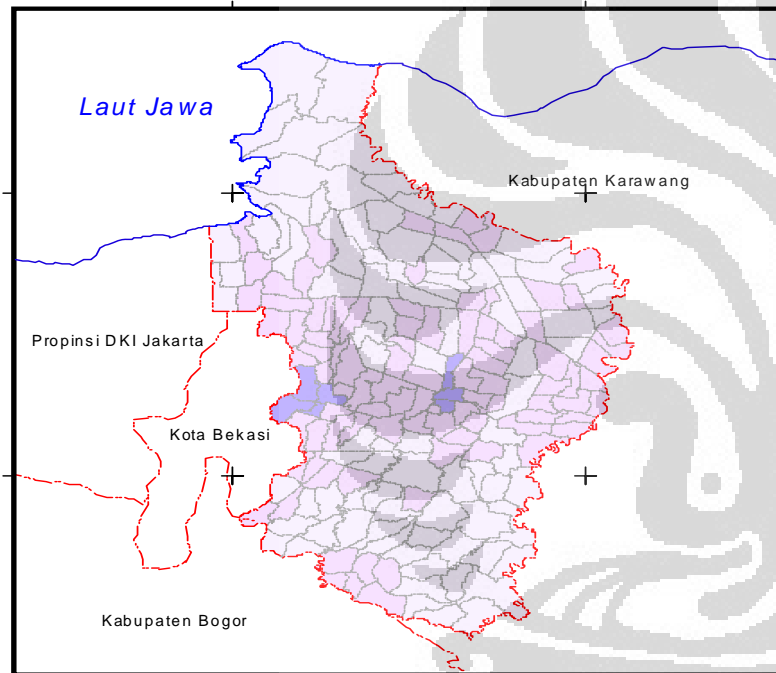 Laut Jawa
Kabupaten Karawang
Propinsi DKI Jakarta
Kota Bekasi
Kabupaten Bogor